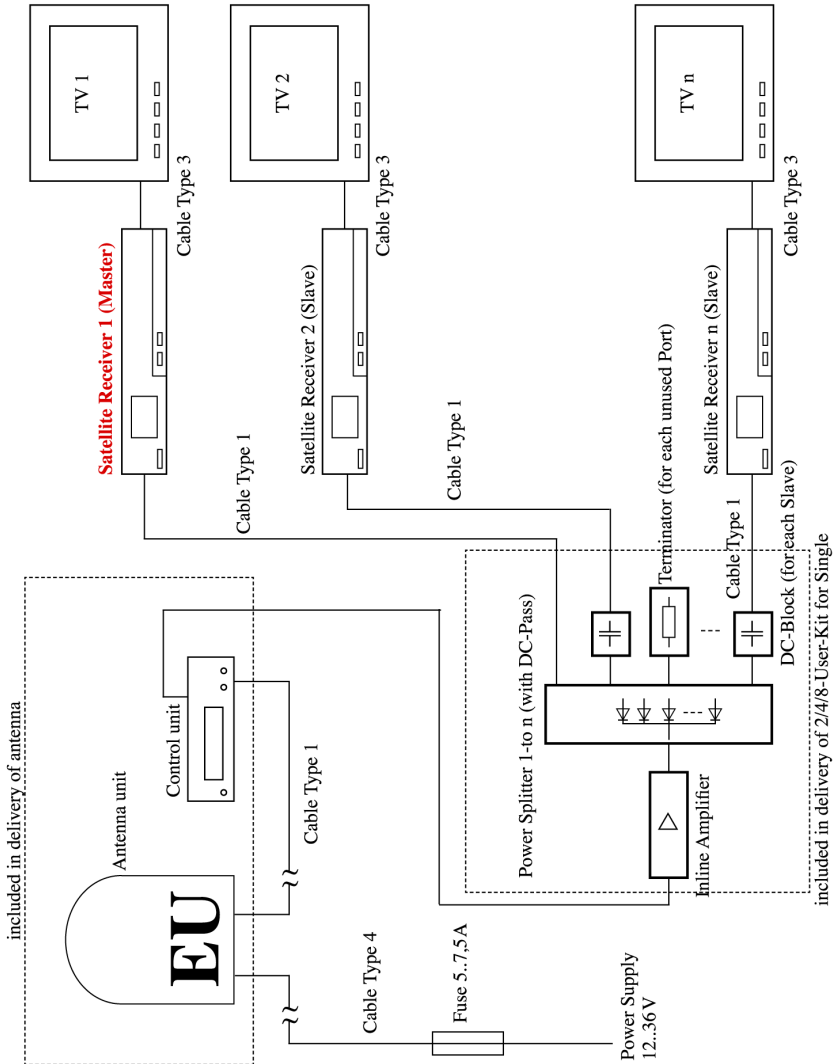 included in delivery of antenna
Antenna unit
EU
Control unit
Cable Type 1
Cable Type 4
Fuse 5..7,5A
Power Supply
12..36V
Satellite Receiver 1 (Master)
TV 1
Cable Type 3
Cable Type 1
Satellite Receiver 2 (Slave)
TV 2
Cable Type 3
Cable Type 1
Power Splitter 1-to n (with DC-Pass)
Inline Amplifier
Terminator (for each unused Port)
Satellite Receiver n (Slave)
TV n
Cable Type 3
Cable Type 1
DC-Block (for each Slave)
included in delivery of 2/4/8-User-Kit for Single